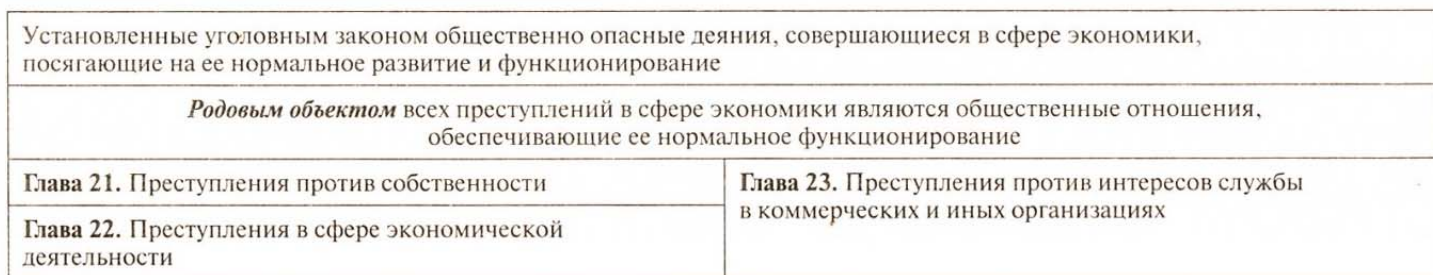 Установленные уголовным законом общественно опасные деяния, совершающиеся в сфере экономики,
посягающие на ее нормальное развитие и функционирование
Родовым объектом всех преступлений в сфере экономики являются общественные отношения,
обеспечивающие ее нормальное функционирование
Глава 21. Преступления против собственности
Глава 22. Преступления в сфере экономической
деятельности
Глава 23. Преступления против интересов службы
в коммерческих и иных организациях